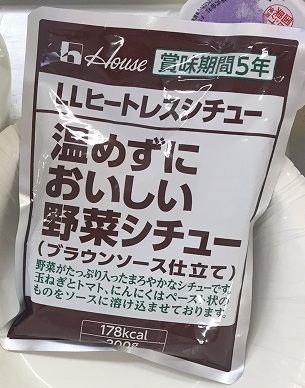 House
賞味期間5年
LLヒートレスシチュー
温めずに
おいしい
野菜シチュー
(ブラウンソース仕立て)
野菜がたっぷり入ったまろやかなシチューです。
玉ねぎとトマト、にんにくはペースト状の
ものをソースに溶け込ませております。
178kcal
200g